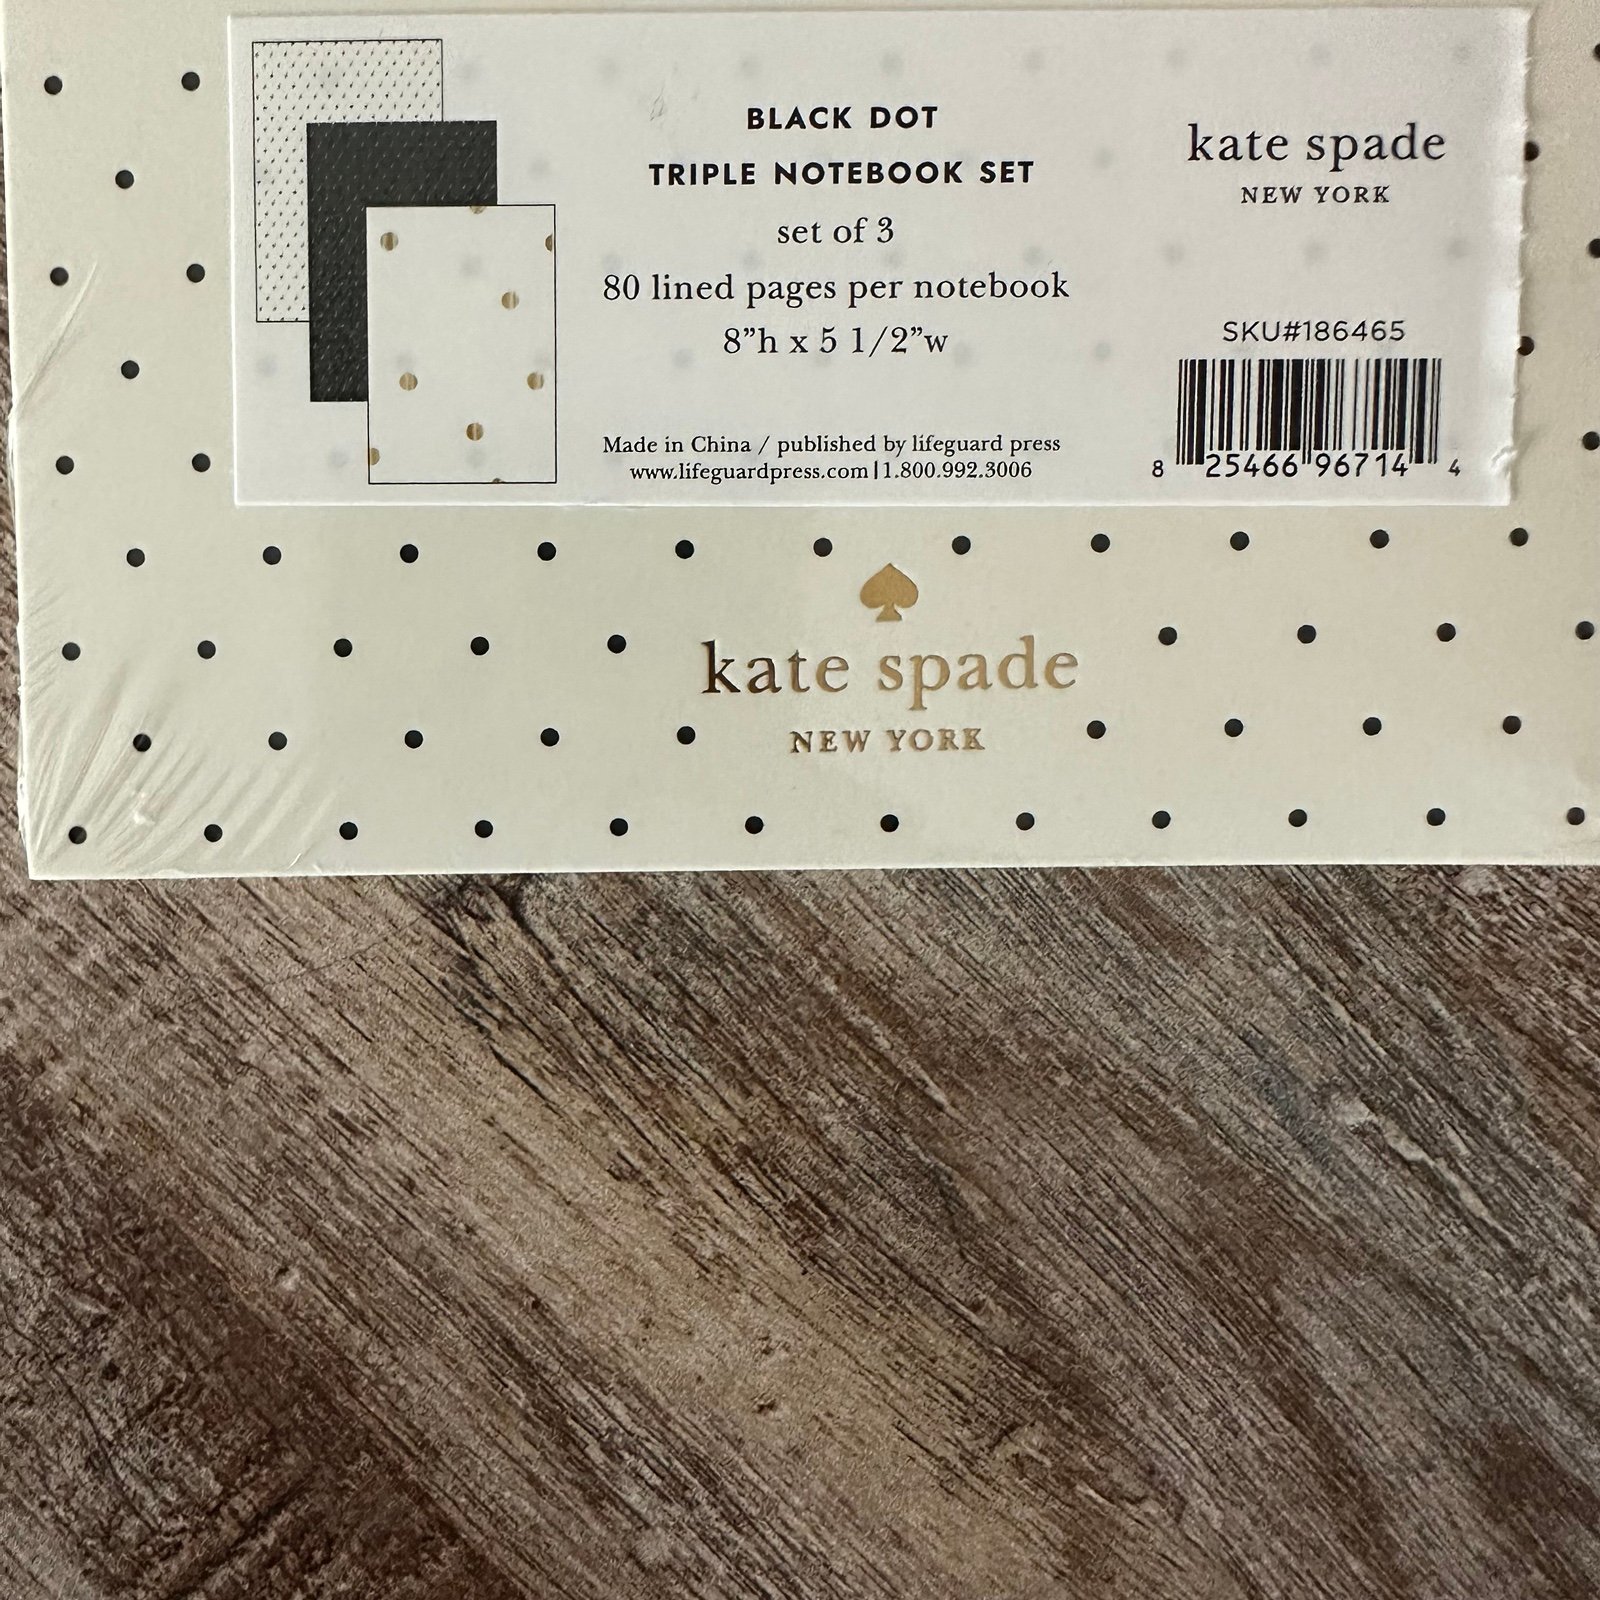 BLACK DOT
TRIPLE NOTEBOOK SET
set of 3
80 lined pages per notebook
8”h x 5 1/2”w
Made in China / published by lifeguard press
www.lifeguardpress.com | 1.800.992.3006
kate spade
NEW YORK
SKU#186465
8 25466 96714 4
kate spade
NEW YORK